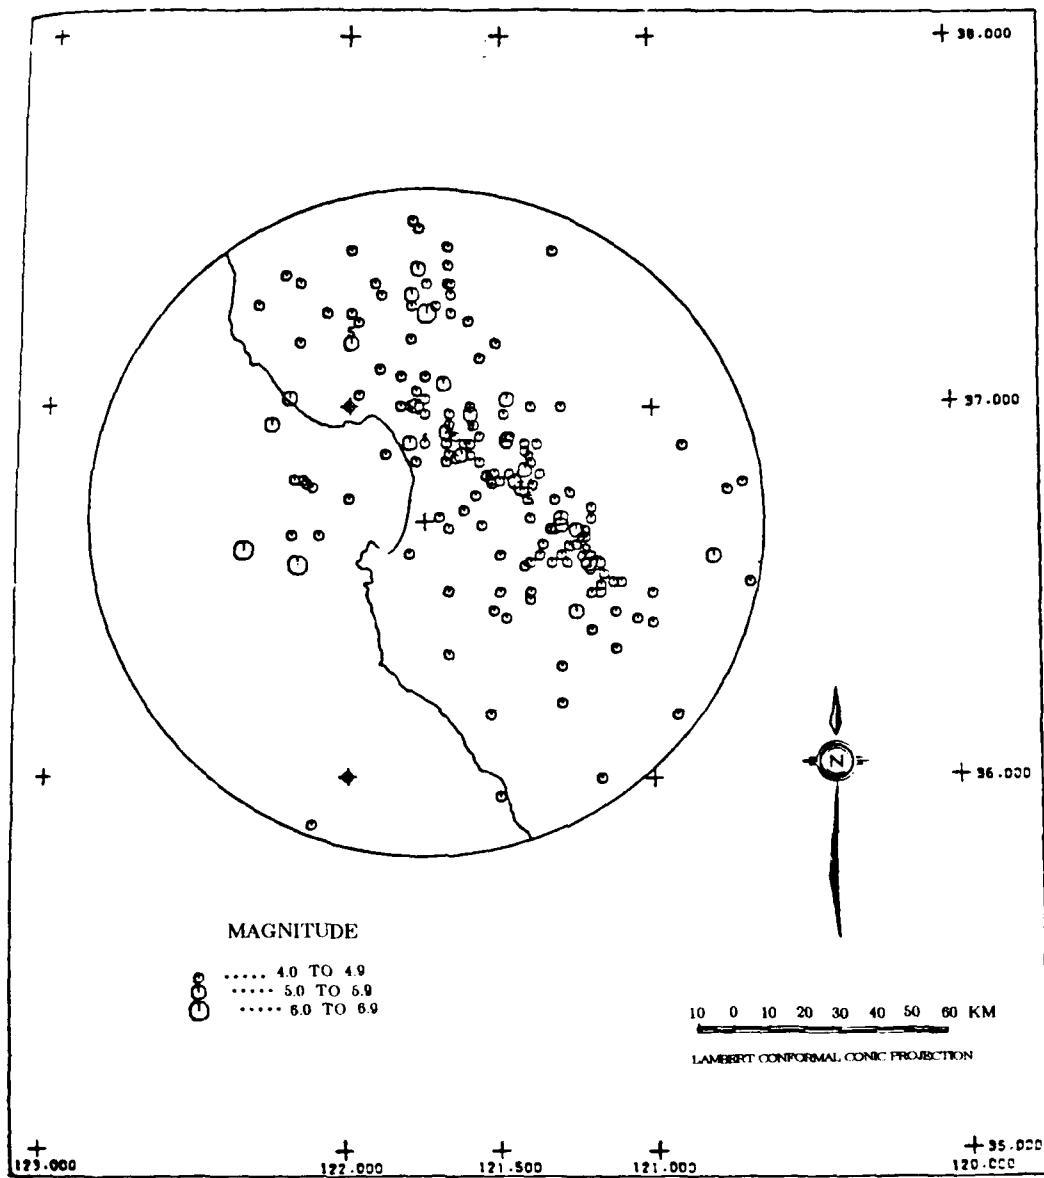 38.000
37.000
36.000
N
MAGNITUDE
..... 4.0 TO 4.9
..... 5.0 TO 5.9
..... 6.0 TO 6.9
10 0 10 20 30 40 50 60 KM
LAMBERT CONFORMAL CONIC PROJECTION
35.000
123.000 122.000 121.500 121.000 120.000